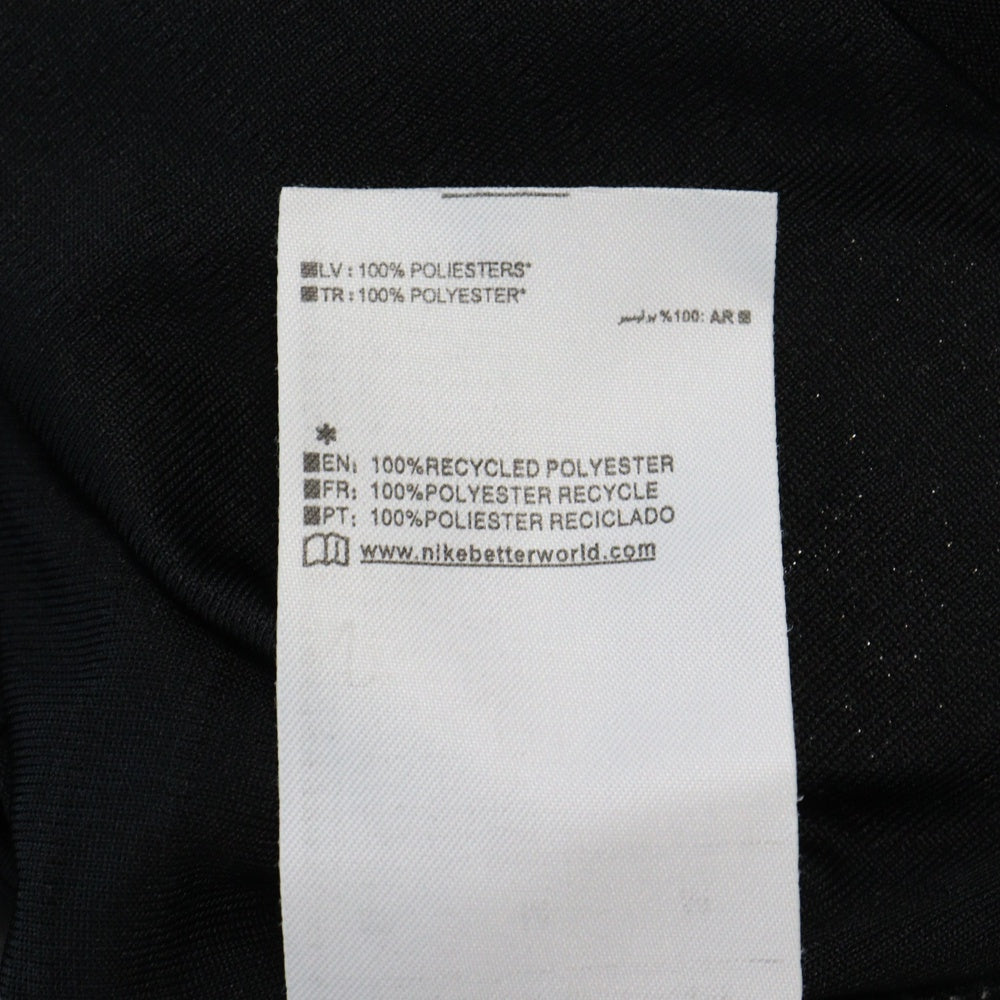 LV : 100% POLIESTERS*
TR : 100% POLYESTER*
%100: AR
*
EN: 100%RECYCLED POLYESTER
FR: 100%POLYESTER RECYCLE
PT: 100%POLIESTER RECICLADO
www.nikebetterworld.com